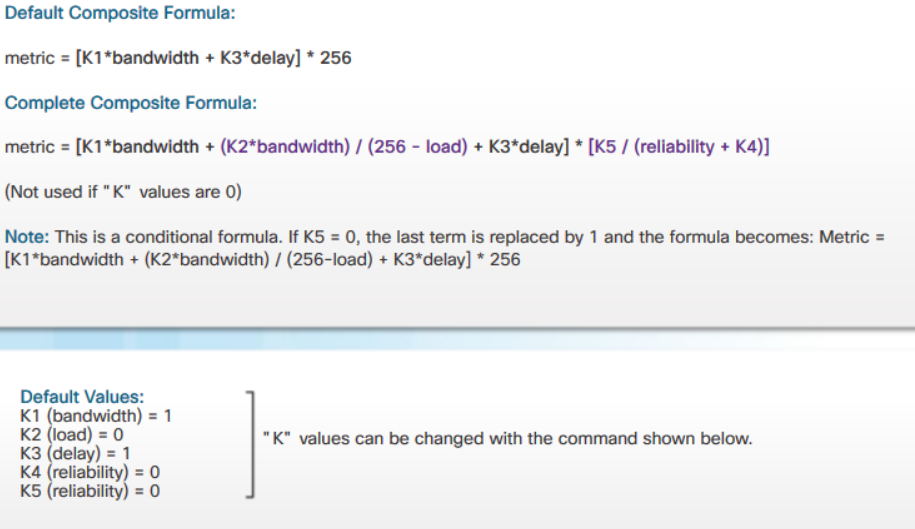 Default Composite Formula:
metric = [K1*bandwidth + K3*delay] * 256
Complete Composite Formula:
metric = [K1*bandwidth + (K2*bandwidth) / (256 - load) + K3*delay] * [K5 / (reliability + K4)]
(Not used if "K" values are 0)
Note: This is a conditional formula. If K5 = 0, the last term is replaced by 1 and the formula becomes: Metric =
[K1*bandwidth + (K2*bandwidth) / (256-load) + K3*delay] * 256
Default Values:
K1 (bandwidth) = 1
K2 (load) = 0
K3 (delay) = 1
K4 (reliability) = 0
K5 (reliability) = 0
"K" values can be changed with the command shown below.